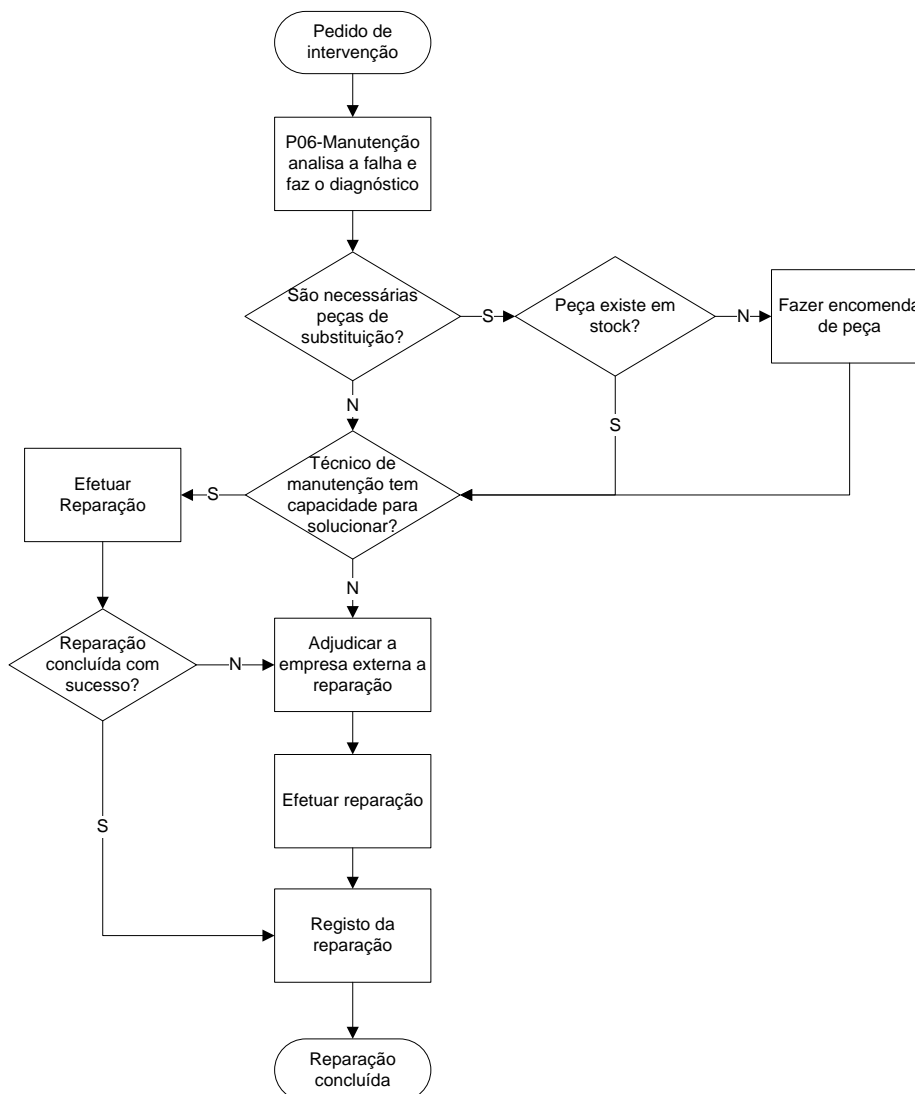 Pedido de
intervenção
P06-Manutenção
analisa a falha e
faz o diagnóstico
São necessárias
peças de
substituição?
S
Peça existe em
stock?
N
Fazer encomenda
de peça
N
S
Técnico de
manutenção tem
capacidade para
solucionar?
S
Efetuar
Reparação
N
Reparação
concluída com
sucesso?
N
Adjudicar a
empresa externa a
reparação
Efetuar reparação
S
Registo da
reparação
Reparação
concluída